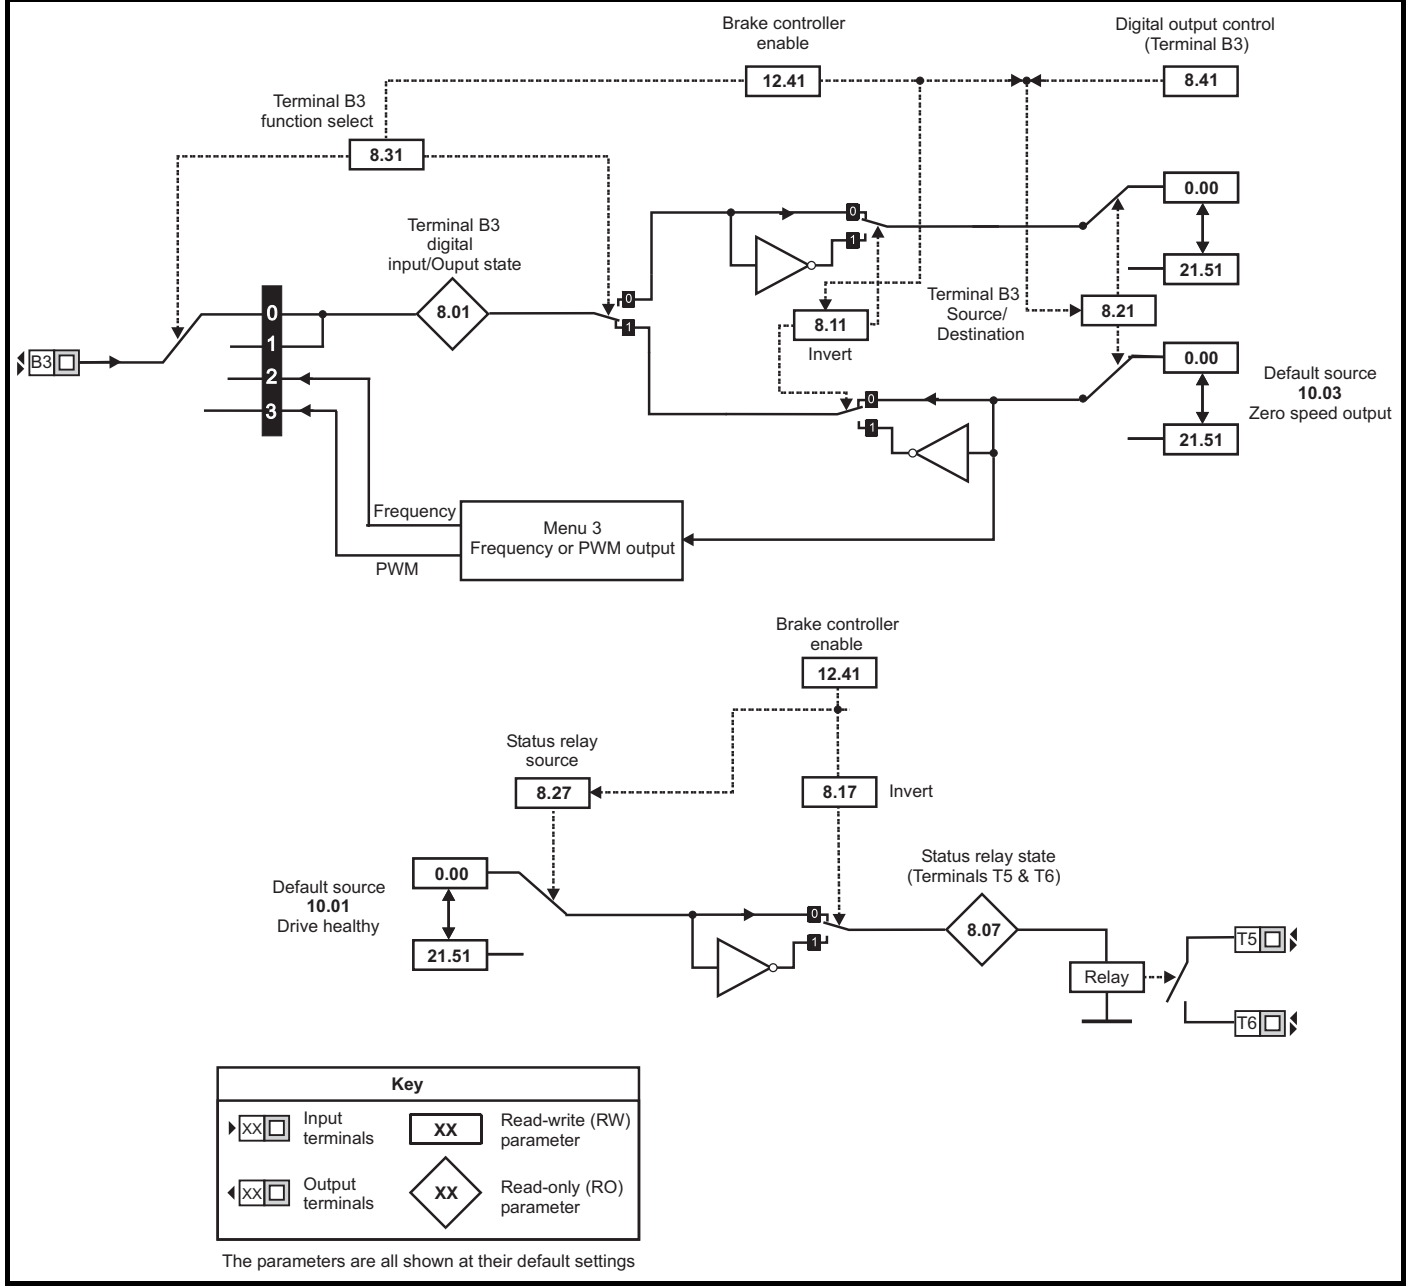 Brake controller
enable
12.41
Digital output control
(Terminal B3)
8.41
Terminal B3
function select
8.31
0.00
21.51
Terminal B3
digital
input/Ouput state
8.01
0
1
0
1
8.11
Invert
Terminal B3
Source/
Destination
8.21
B3
0
1
2
3
0
1
0.00
21.51
Default source
10.03
Zero speed output
Frequency
PWM
Menu 3
Frequency or PWM output
Brake controller
enable
12.41
Status relay
source
8.27
8.17
Invert
Default source
10.01
Drive healthy
0.00
21.51
0
1
Status relay state
(Terminals T5 & T6)
8.07
Relay
T5
T6
Key
XX
Input
terminals
XX
Read-write (RW)
parameter
XX
Output
terminals
XX
Read-only (RO)
parameter
The parameters are all shown at their default settings